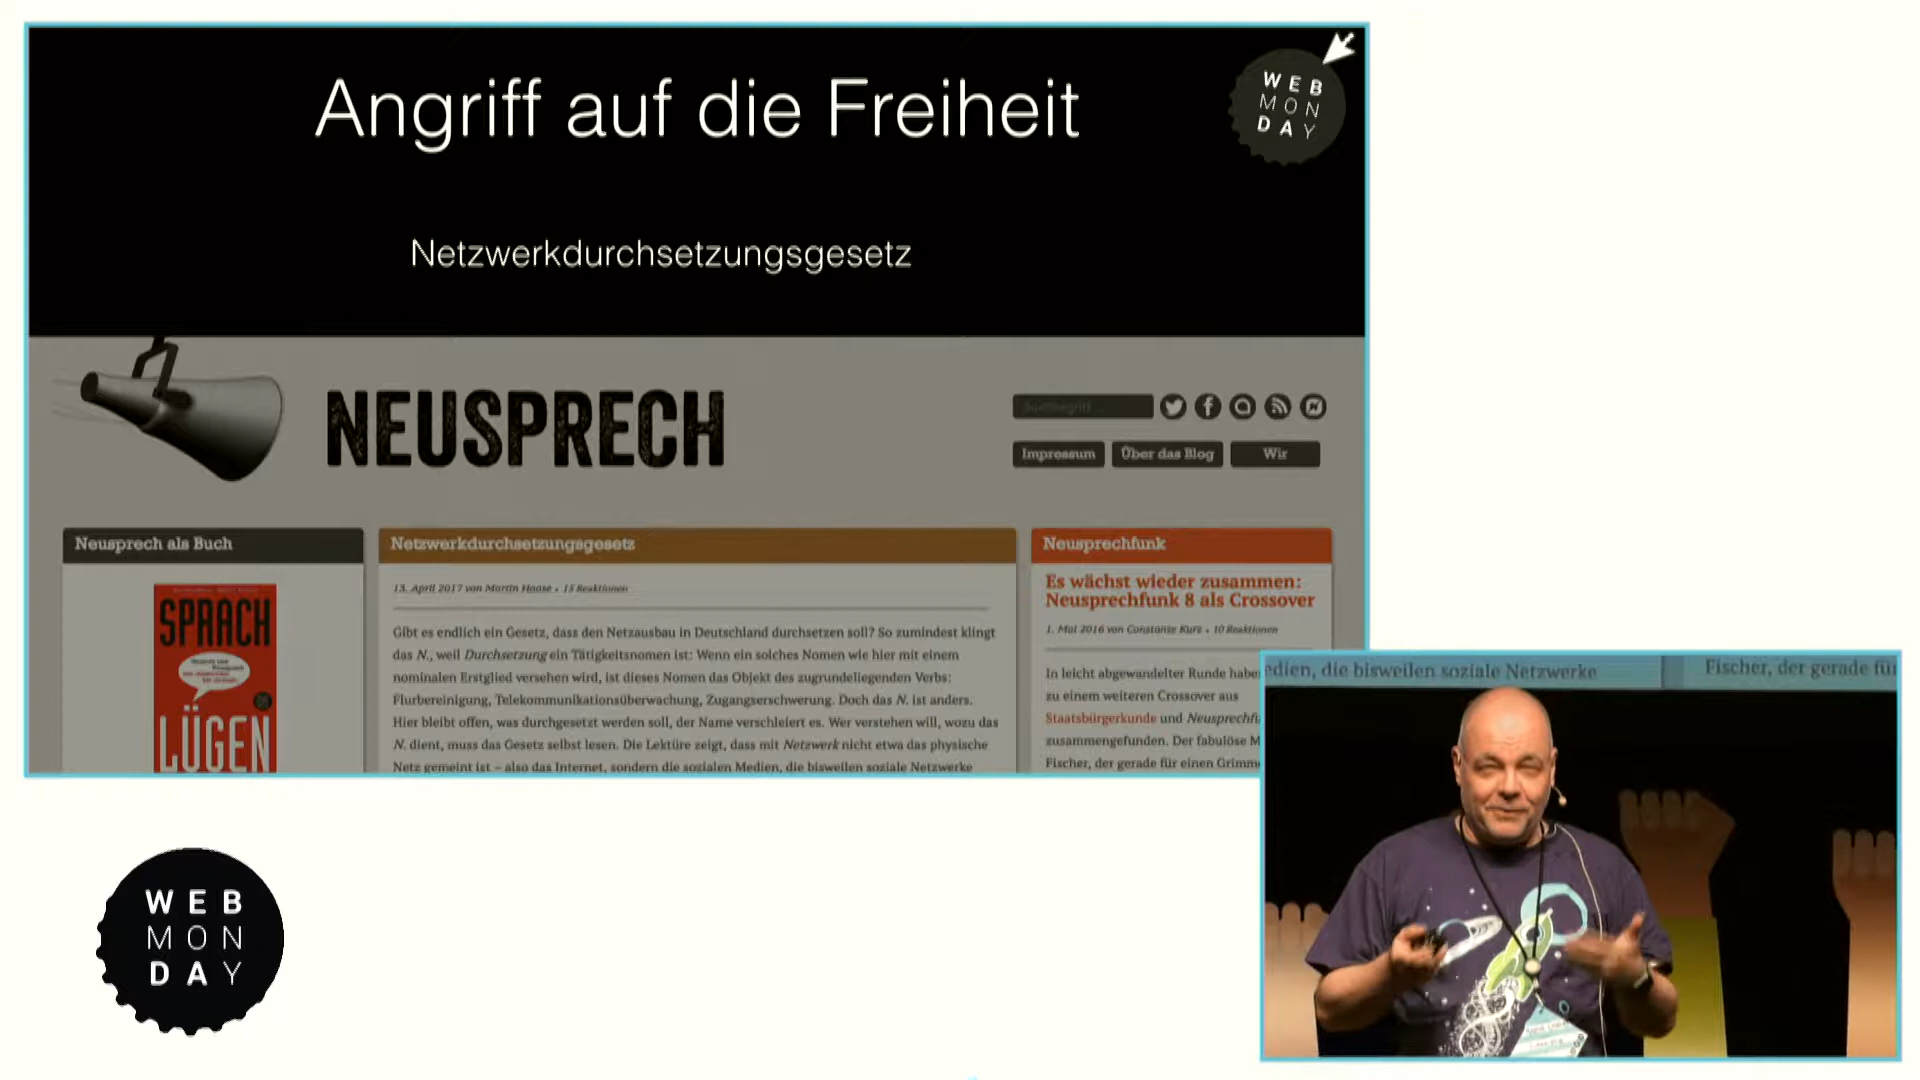 Angriff auf die Freiheit
WEB
MON
DAY
Netzwerkdurchsetzungsgesetz
NEUSPRECH
Suchbegriff ...
Impressum
Über das Blog
Wir
Neusprech als Buch
SPRACH
LÜGEN
Netzwerkdurchsetzungsgesetz
13. April 2017 von Martin Haase • 15 Reaktionen
Gibt es endlich ein Gesetz, dass den Netzausbau in Deutschland durchsetzen soll? So zumindest klingt
das N., weil Durchsetzung ein Tätigkeitsnomen ist: Wenn ein solches Nomen wie hier mit einem
nominalen Erstglied versehen wird, ist dieses Nomen das Objekt des zugrundeliegenden Verbs:
Flurbereinigung, Telekommunikationsüberwachung, Zugangserschwerung. Doch das N. ist anders.
Hier bleibt offen, was durchgesetzt werden soll, der Name verschleiert es. Wer verstehen will, wozu das
N. dient, muss das Gesetz selbst lesen. Die Lektüre zeigt, dass mit Netzwerk nicht etwa das physische
Netz gemeint ist – also das Internet, sondern die sozialen Medien, die bisweilen soziale Netzwerke
Neusprechfunk
Es wächst wieder zusammen:
Neusprechfunk 8 als Crossover
1. Mai 2016 von Constanze Kurz • 10 Reaktionen
In leicht abgewandelter Runde habe
zu einem weiteren Crossover aus
Staatsbürgerkunde und Neusprechfu
zusammengefunden. Der fabulöse M
Fischer, der gerade für einen Grimme
edien, die bisweilen soziale Netzwerke
Fischer, der gerade für
WEB
MON
DAY